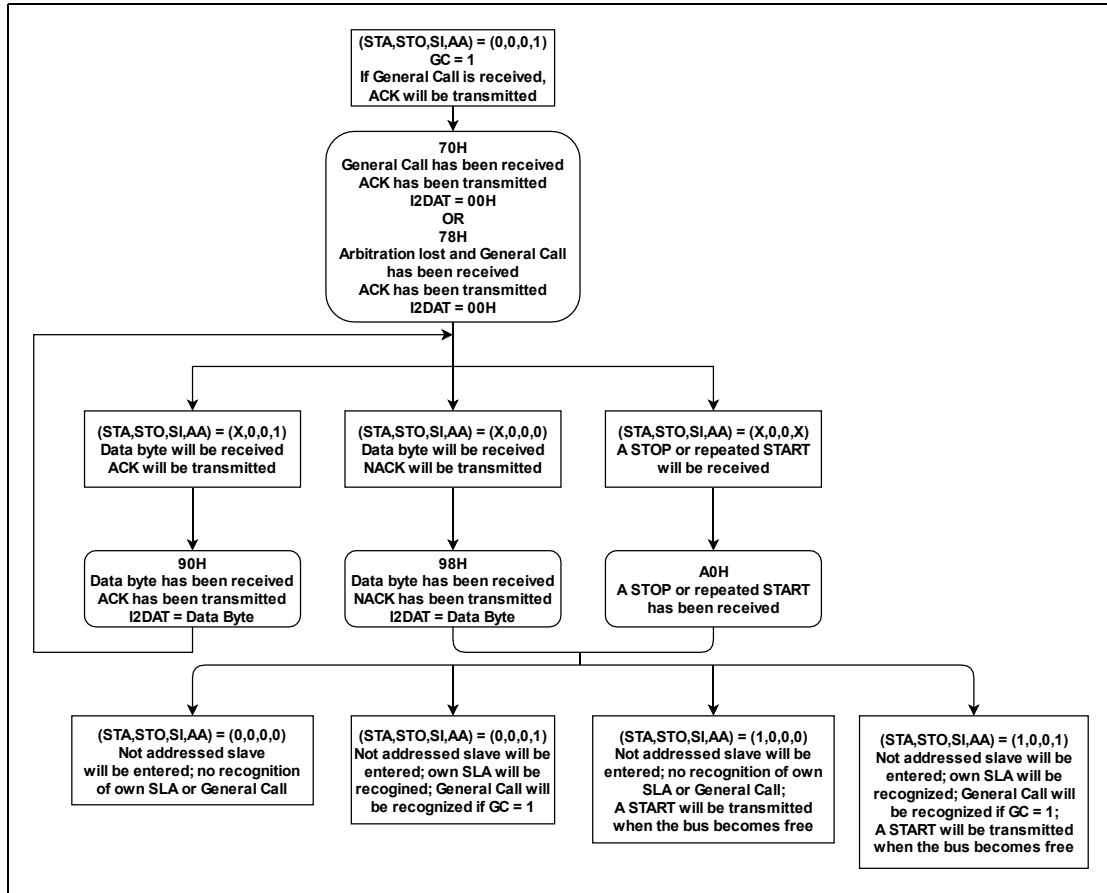 (STA,STO,SI,AA) = (0,0,0,1)
GC = 1
If General Call is received,
ACK will be transmitted
70H
General Call has been received
ACK has been transmitted
I2DAT = 00H
OR
78H
Arbitration lost and General Call
has been received
ACK has been transmitted
I2DAT = 00H
(STA,STO,SI,AA) = (X,0,0,1)
Data byte will be received
ACK will be transmitted
(STA,STO,SI,AA) = (X,0,0,0)
Data byte will be received
NACK will be transmitted
(STA,STO,SI,AA) = (X,0,0,X)
A STOP or repeated START
will be received
90H
Data byte has been received
ACK has been transmitted
I2DAT = Data Byte
98H
Data byte has been received
NACK has been transmitted
I2DAT = Data Byte
A0H
A STOP or repeated START
has been received
(STA,STO,SI,AA) = (0,0,0,0)
Not addressed slave
will be entered; no recognition
of own SLA or General Call
(STA,STO,SI,AA) = (0,0,0,1)
Not addressed slave will be
entered; own SLA will be
recogined; General Call will
be recognized if GC = 1
(STA,STO,SI,AA) = (1,0,0,0)
Not addressed slave will be
entered; no recognition of own
SLA or General Call;
A START will be transmitted
when the bus becomes free
(STA,STO,SI,AA) = (1,0,0,1)
Not addressed slave will be
entered; own SLA will be
recognized; General Call will
be recognized if GC = 1;
A START will be transmitted
when the bus becomes free